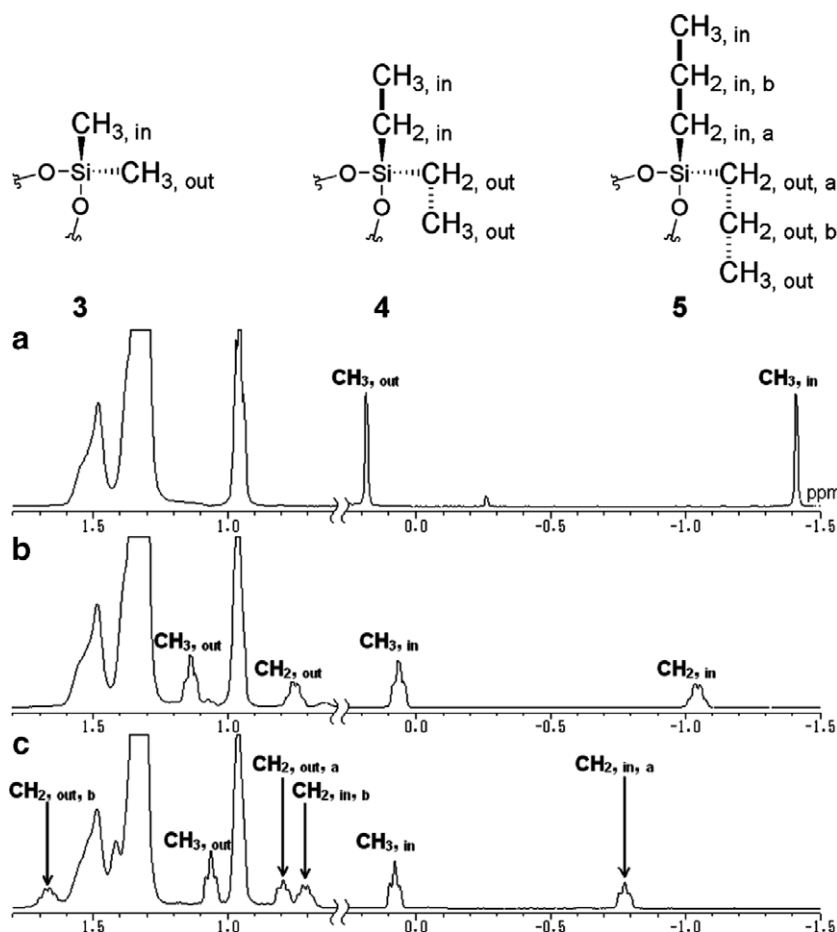 CH3, in
CH2, in, b
CH2, in, a
O Si CH2, out, a
O CH2, out, b
CH3, out
5
CH3, in
CH2, in
O Si CH2, out
O CH3, out
4
CH3, in
O Si CH3, out
O
3
a
CH3, out
CH3, in
ppm
1.5 1.0 0.0 -0.5 -1.0 -1.5
b
CH3, out
CH2, out
CH3, in
CH2, in
1.5 1.0 0.0 -0.5 -1.0 -1.5
c
CH2, out, b
CH3, out
CH2, out, a
CH2, in, b
CH3, in
CH2, in, a
1.5 1.0 0.0 -0.5 -1.0 -1.5